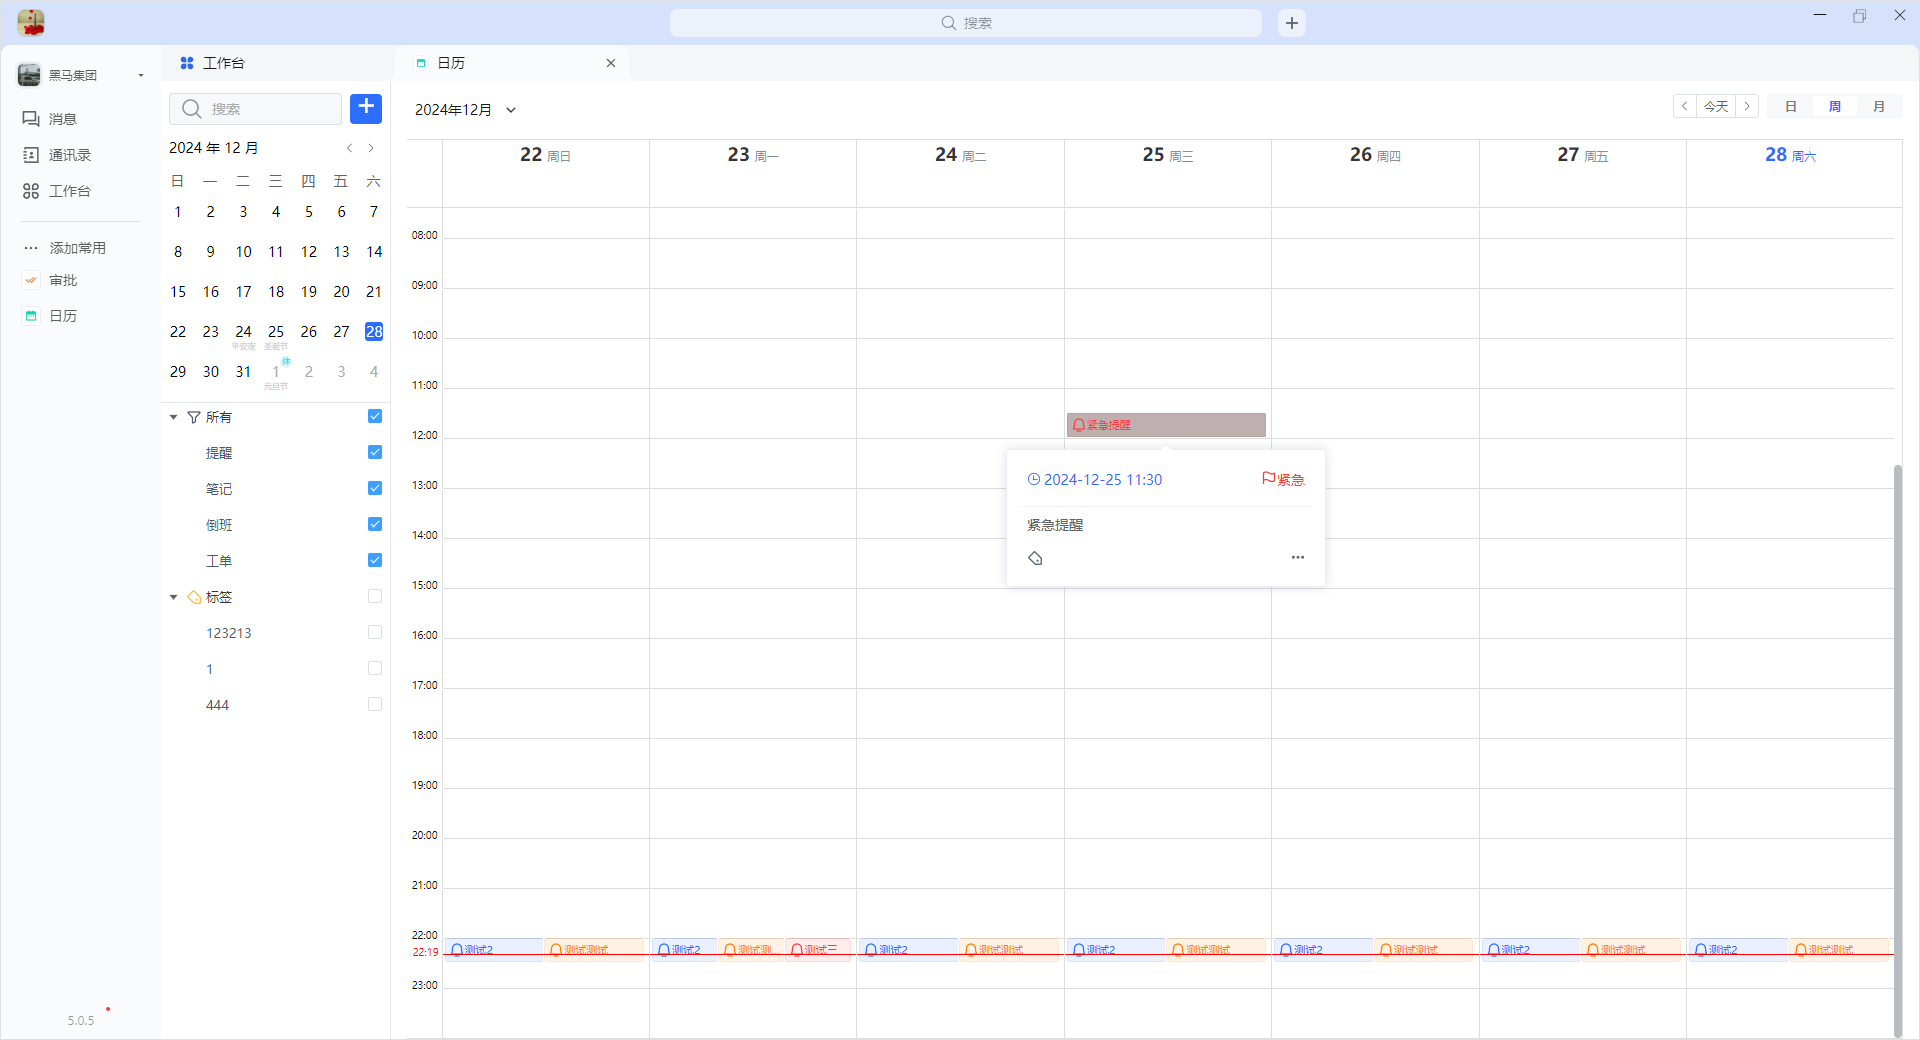 搜索
黑马集团
消息
通讯录
工作台
添加常用
审批
日历
5.0.5
工作台
日历
搜索
2024 年 12 月
日 一 二 三 四 五 六
1 2 3 4 5 6 7
8 9 10 11 12 13 14
15 16 17 18 19 20 21
22 23 24 25 26 27 28
平安夜 圣诞节
休
29 30 31 1 2 3 4
元旦节
所有
提醒
笔记
倒班
工单
标签
123213
1
444
2024年12月
今天
日 周 月
22 周日 23 周一 24 周二 25 周三 26 周四 27 周五 28 周六
08:00
09:00
10:00
11:00
紧急提醒
12:00
2024-12-25 11:30 紧急
紧急提醒
13:00
14:00
15:00
16:00
17:00
18:00
19:00
20:00
21:00
22:00
测试2 测试测试 测试2 测试测... 测试三 测试2 测试测试 测试2 测试测试 测试2 测试测试 测试2 测试测试 测试2 测试测试
22:19
23:00